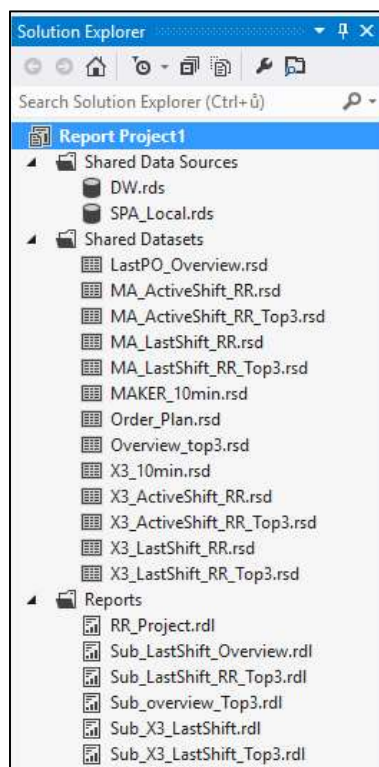 Solution Explorer
Search Solution Explorer (Ctrl+ů)
Report Project1
Shared Data Sources
DW.rds
SPA_Local.rds
Shared Datasets
LastPO_Overview.rsd
MA_ActiveShift_RR.rsd
MA_ActiveShift_RR_Top3.rsd
MA_LastShift_RR.rsd
MA_LastShift_RR_Top3.rsd
MAKER_10min.rsd
Order_Plan.rsd
Overview_top3.rsd
X3_10min.rsd
X3_ActiveShift_RR.rsd
X3_ActiveShift_RR_Top3.rsd
X3_LastShift_RR.rsd
X3_LastShift_RR_Top3.rsd
Reports
RR_Project.rdl
Sub_LastShift_Overview.rdl
Sub_LastShift_RR_Top3.rdl
Sub_overview_Top3.rdl
Sub_X3_LastShift.rdl
Sub_X3_LastShift_Top3.rdl